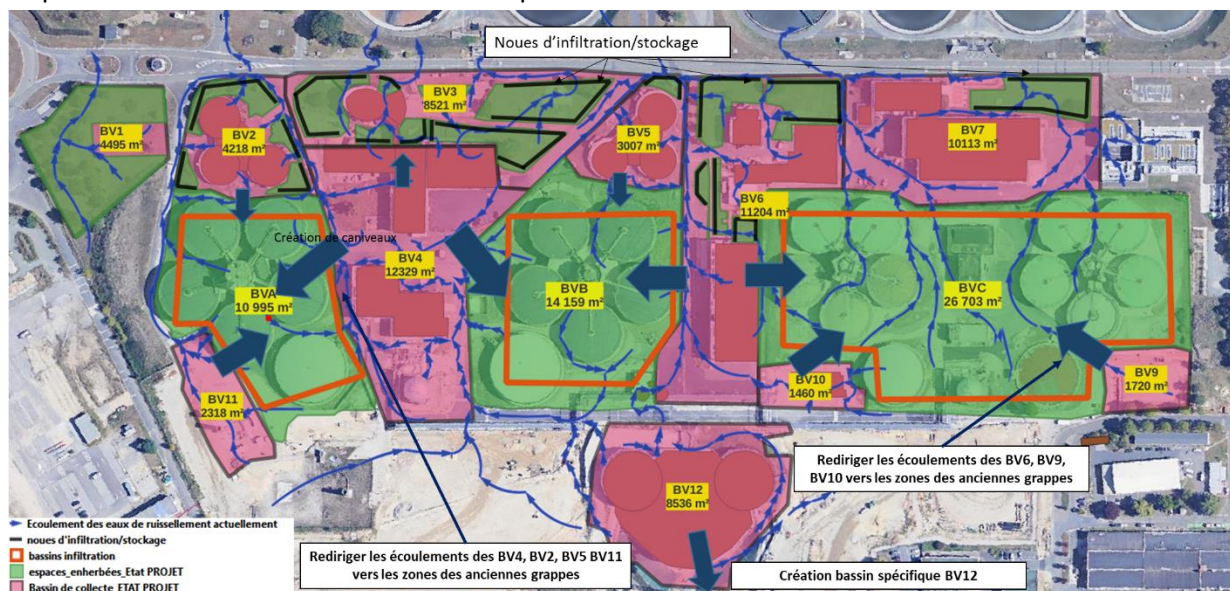 Noues d'infiltration/stockage
BV1
4495 m²
BV2
4218 m²
BV3
8521 m²
BV5
3007 m²
BV7
10113 m²
BV6
11204 m²
Création de caniveaux
BV4
12329 m²
BVA
10 995 m²
BVB
14 159 m²
BVC
26 703 m²
BV11
2318 m²
BV10
1460 m²
BV9
1720 m²
BV12
8536 m²
Rediriger les écoulements des BV6, BV9,
BV10 vers les zones des anciennes grappes
Rediriger les écoulements des BV4, BV2, BV5 BV11
vers les zones des anciennes grappes
Création bassin spécifique BV12
Ecoulement des eaux de ruissellement actuellement
noues d'infiltration/stockage
bassins infiltration
espaces_enherbées_Etat PROJET
Bassin de collecte_ETAT PROJET